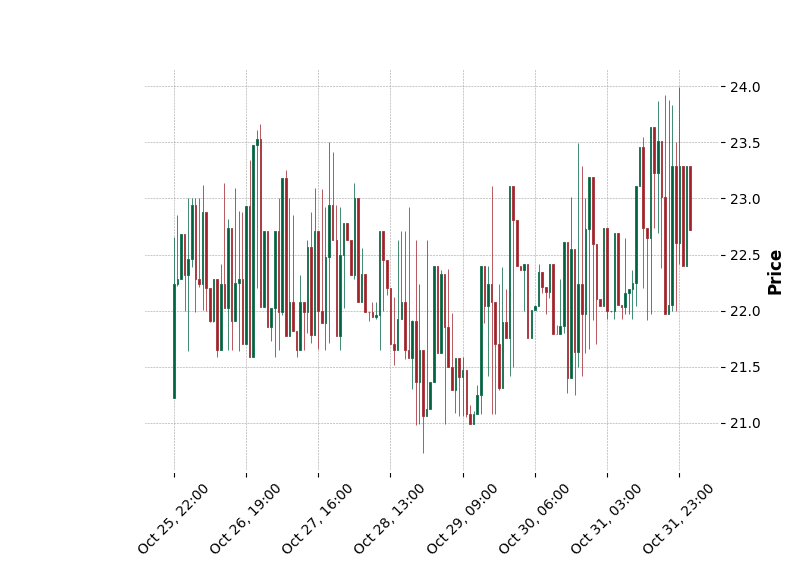 24.0
23.5
23.0
22.5
22.0
21.5
21.0
Price
Oct 25, 22:00
Oct 26, 19:00
Oct 27, 16:00
Oct 28, 13:00
Oct 29, 09:00
Oct 30, 06:00
Oct 31, 03:00
Oct 31, 23:00